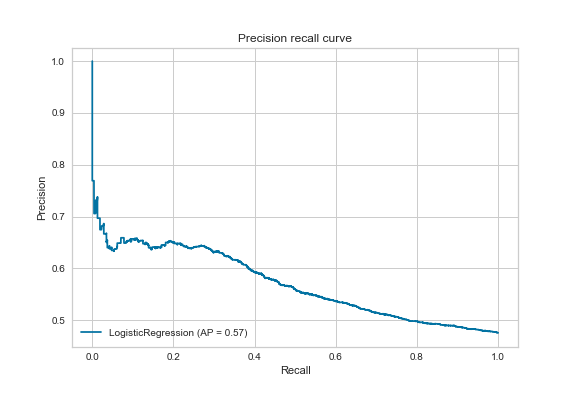 Precision recall curve
1.0
0.9
0.8
0.7
0.6
0.5
Precision
LogisticRegression (AP = 0.57)
0.0 0.2 0.4 0.6 0.8 1.0
Recall